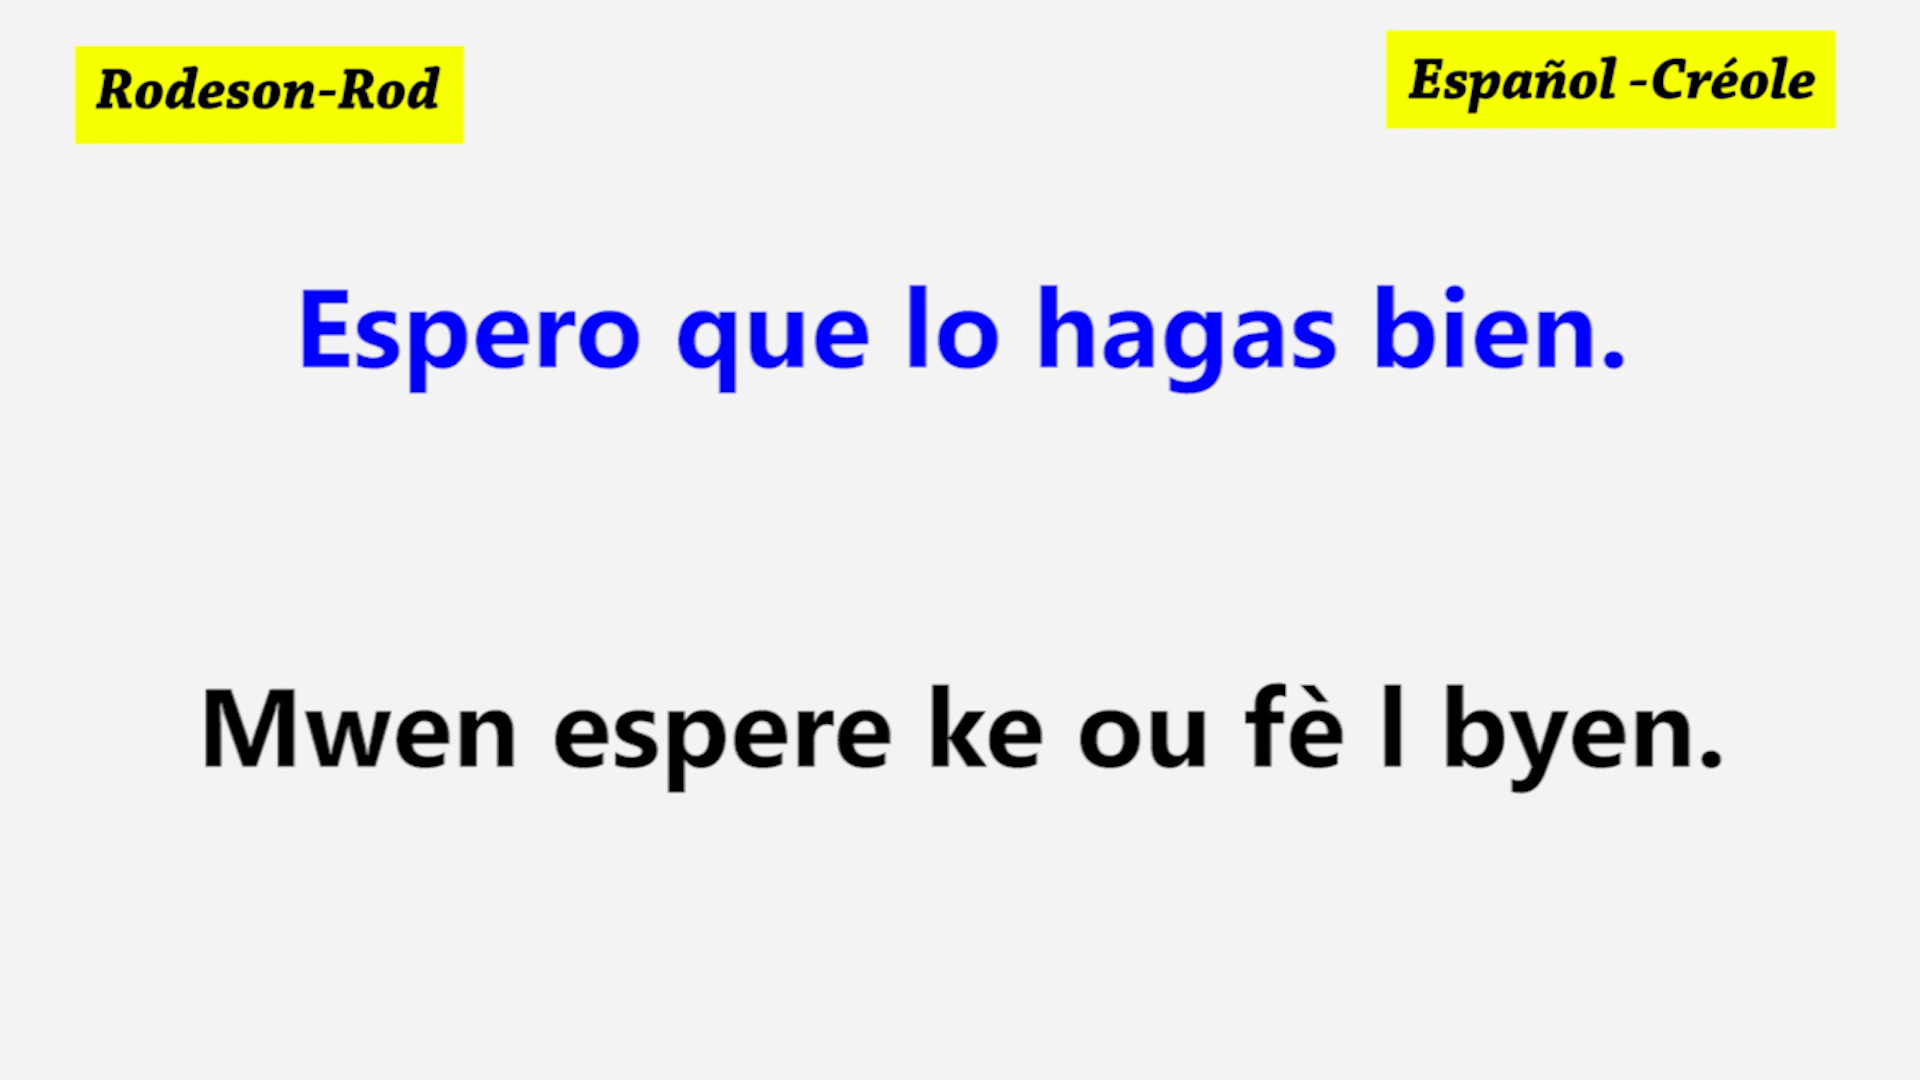 Rodeson-Rod
Español -Créole
Espero que lo hagas bien.
Mwen espere ke ou fè l byen.